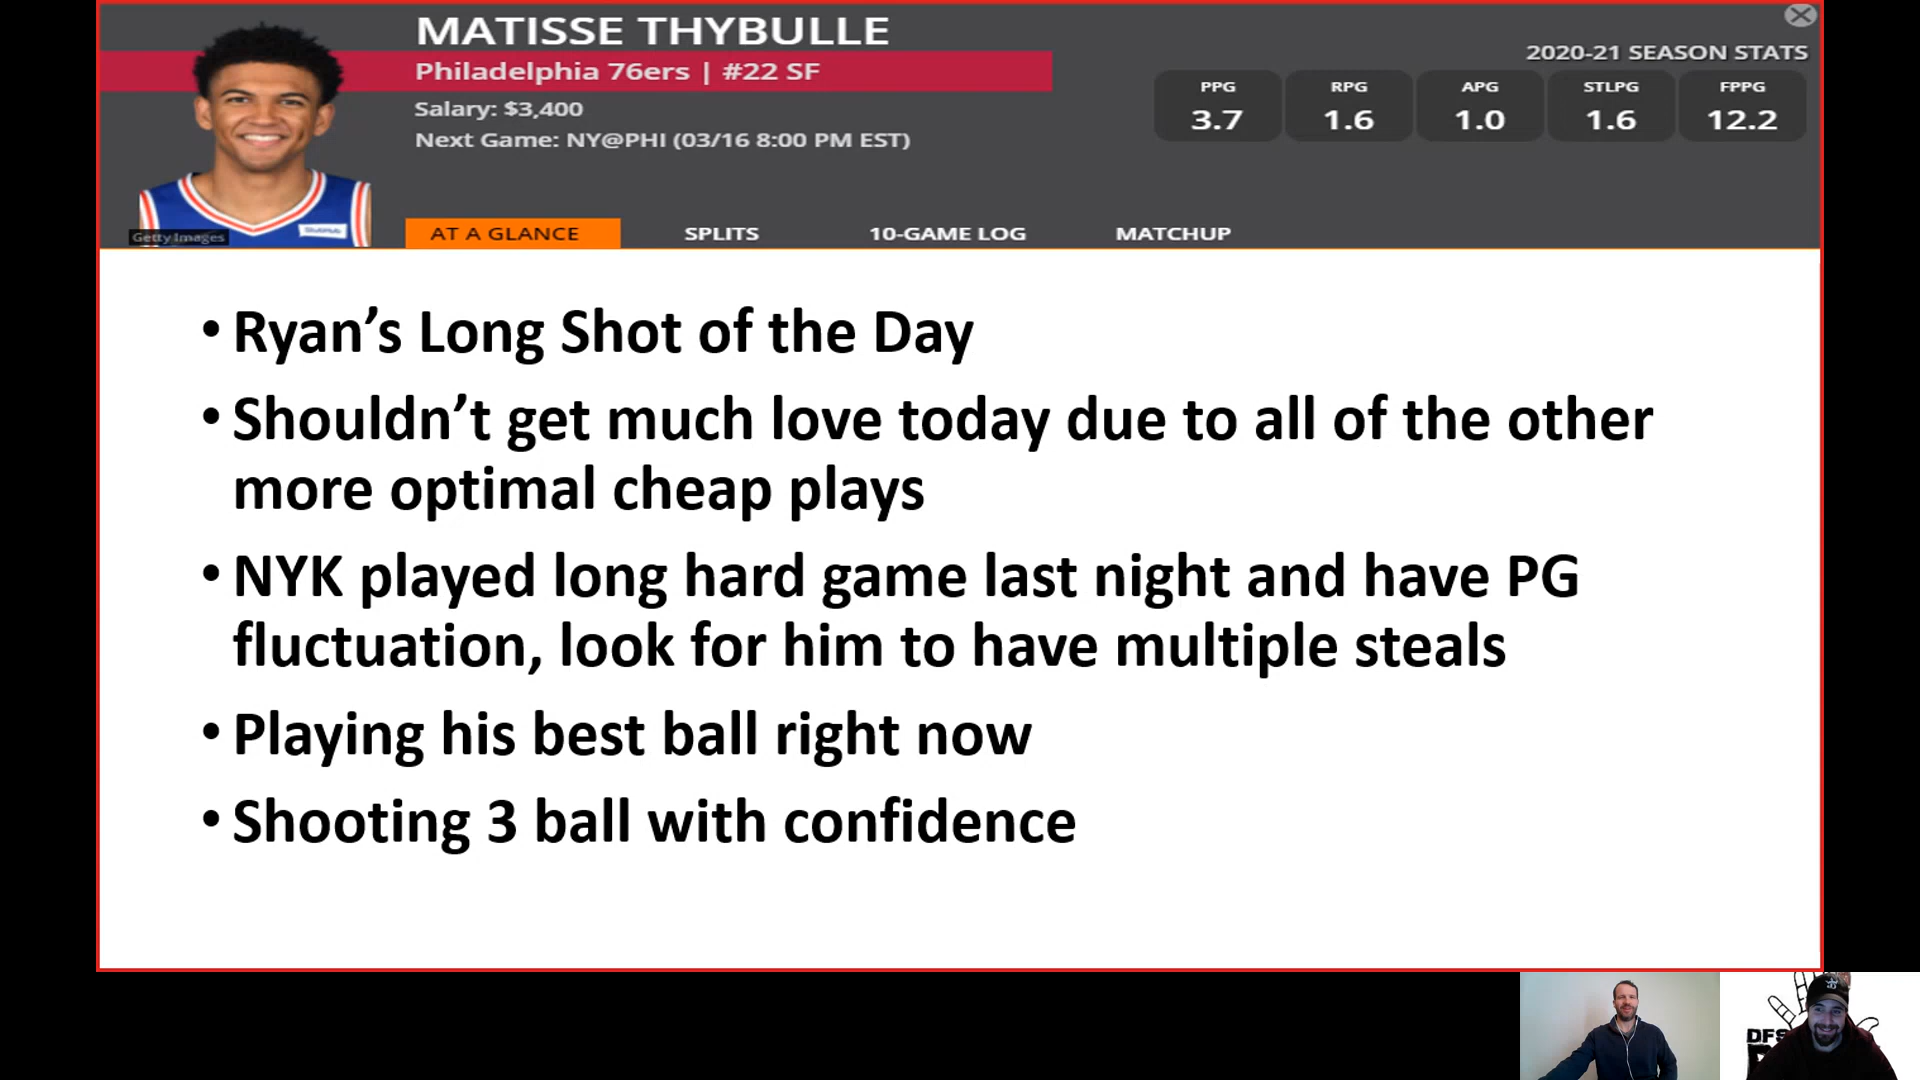 MATISSE THYBULLE
Philadelphia 76ers | #22 SF
Salary: $3,400
Next Game: NY@PHI (03/16 8:00 PM EST)
2020-21 SEASON STATS
PPG RPG APG STLPG FPPG
3.7 1.6 1.0 1.6 12.2
Getty Images
AT A GLANCE SPLITS 10-GAME LOG MATCHUP
• Ryan’s Long Shot of the Day
• Shouldn’t get much love today due to all of the other
more optimal cheap plays
• NYK played long hard game last night and have PG
fluctuation, look for him to have multiple steals
• Playing his best ball right now
• Shooting 3 ball with confidence
DFS